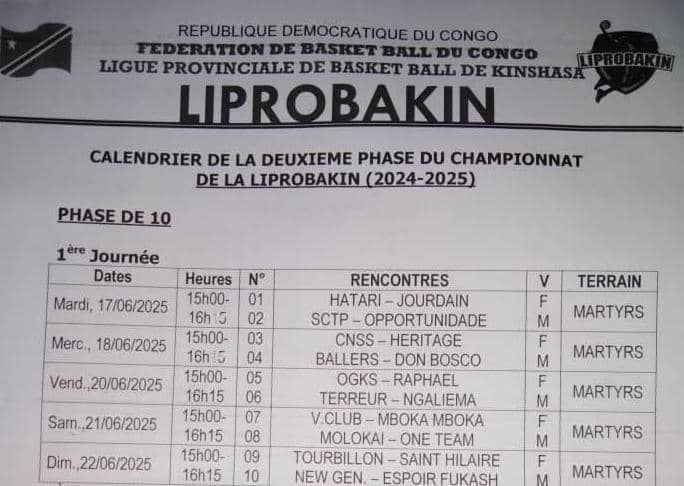 REPUBLIQUE DEMOCRATIQUE DU CONGO
FEDERATION DE BASKET BALL DU CONGO
LIGUE PROVINCIALE DE BASKET BALL DE KINSHASA
LIPROBAKIN
LIPROBAKIN
CALENDRIER DE LA DEUXIEME PHASE DU CHAMPIONNAT
DE LA LIPROBAKIN (2024-2025)
PHASE DE 10
1ère Journée
Dates Heures N° RENCONTRES V TERRAIN
Mardi, 17/06/2025 15h00-16h15 01 HATARI – JOURDAIN F MARTYRS
02 SCTP – OPPORTUNIDADE M
Merc., 18/06/2025 15h00-16h15 03 CNSS – HERITAGE F MARTYRS
04 BALLERS – DON BOSCO M
Vend.,20/06/2025 15h00-16h15 05 OGKS – RAPHAEL F MARTYRS
06 TERREUR – NGALIEMA M
Sam.,21/06/2025 15h00-16h15 07 V.CLUB – MBOKA MBOKA F MARTYRS
08 MOLOKAI – ONE TEAM M
Dim.,22/06/2025 15h00-16h15 09 TOURBILLON – SAINT HILAIRE F MARTYRS
10 NEW GEN. – ESPOIR FUKASH M